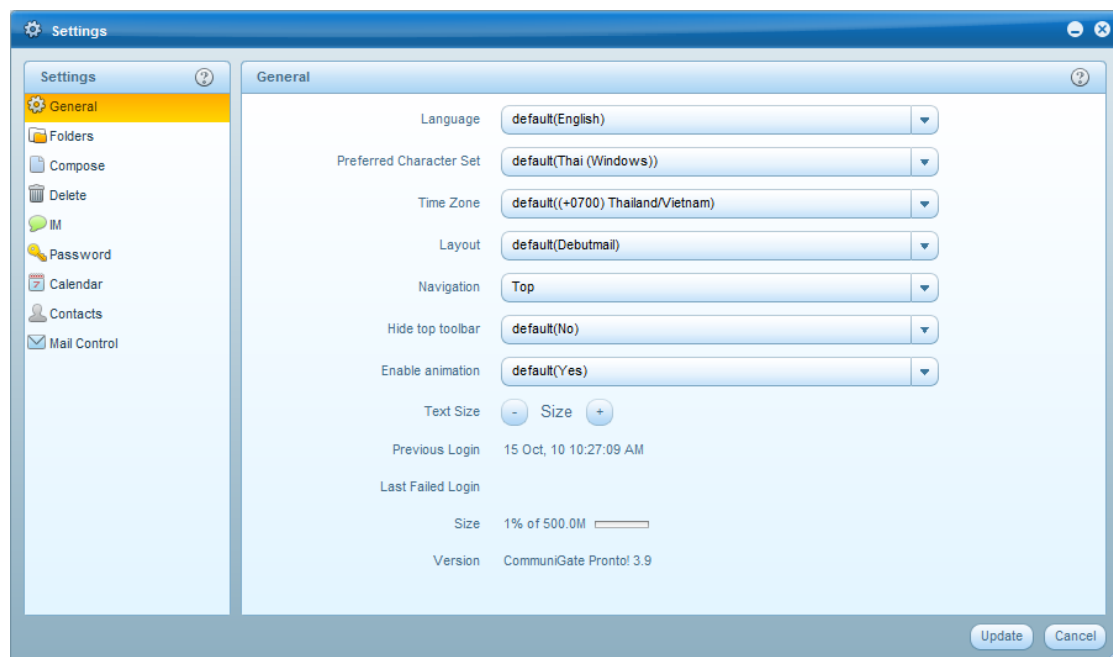 Settings
Settings ?
General
Folders
Compose
Delete
IM
Password
7 Calendar
Contacts
Mail Control
General ?
Language default(English)
Preferred Character Set default(Thai (Windows))
Time Zone default((+0700) Thailand/Vietnam)
Layout default(Debutmail)
Navigation Top
Hide top toolbar default(No)
Enable animation default(Yes)
Text Size - Size +
Previous Login 15 Oct, 10 10:27:09 AM
Last Failed Login
Size 1% of 500.0M
Version CommuniGate Pronto! 3.9
Update Cancel